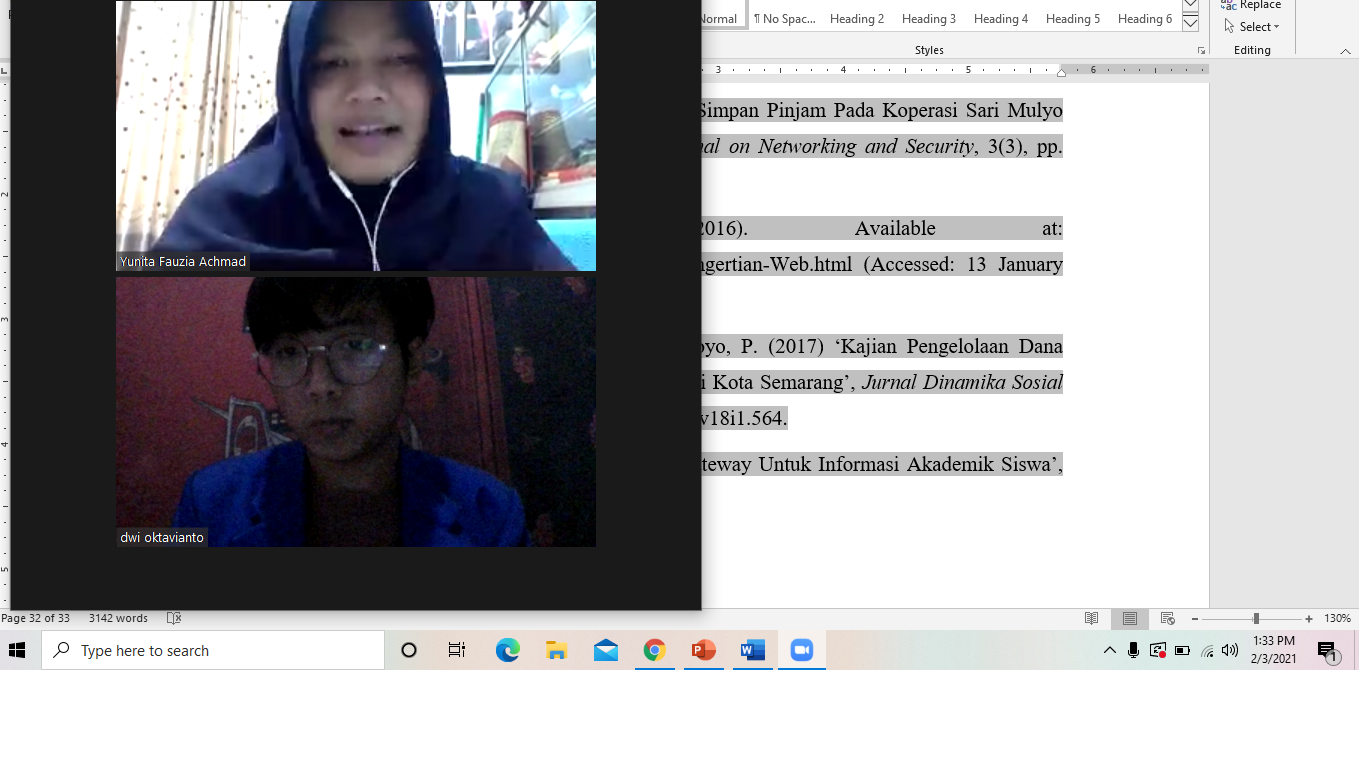 Replace
Normal
¶ No Spac...
Heading 2
Heading 3
Heading 4
Heading 5
Heading 6
Select
Styles
Editing
3 4 5 6
Simpan Pinjam Pada Koperasi Sari Mulyo
on Networking and Security, 3(3), pp.
2016). Available at:
ngertian-Web.html (Accessed: 13 January
oyo, P. (2017) ‘Kajian Pengelolaan Dana
i Kota Semarang’, Jurnal Dinamika Sosial
v18i1.564.
teway Untuk Informasi Akademik Siswa’,
Yunita Fauzia Achmad
dwi oktavianto
2
3
4
5
Page 32 of 33
3142 words
130%
Type here to search
1:33 PM
2/3/2021
1